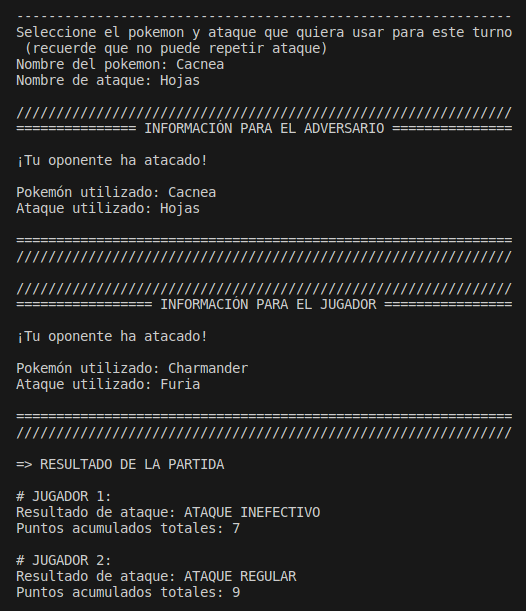 --------------------------------------------------------------
Seleccione el pokemon y ataque que quiera usar para este turno
(recuerde que no puede repetir ataque)
Nombre del pokemon: Cacnea
Nombre de ataque: Hojas
//////////////////////////////////////////////////////////////
=============== INFORMACIÓN PARA EL ADVERSARIO ===============
¡Tu oponente ha atacado!
Pokemón utilizado: Cacnea
Ataque utilizado: Hojas
==============================================================
//////////////////////////////////////////////////////////////
//////////////////////////////////////////////////////////////
================= INFORMACIÓN PARA EL JUGADOR ================
¡Tu oponente ha atacado!
Pokemón utilizado: Charmander
Ataque utilizado: Furia
==============================================================
//////////////////////////////////////////////////////////////
=> RESULTADO DE LA PARTIDA
# JUGADOR 1:
Resultado de ataque: ATAQUE INEFECTIVO
Puntos acumulados totales: 7
# JUGADOR 2:
Resultado de ataque: ATAQUE REGULAR
Puntos acumulados totales: 9